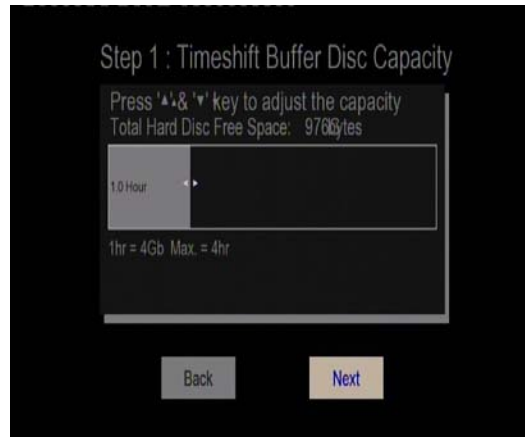 Step 1 : Timeshift Buffer Disc Capacity
Press '▲'& '▼' key to adjust the capacity
Total Hard Disc Free Space:
1.0 Hour
1hr = 4Gb Max. = 4hr
Back
Next